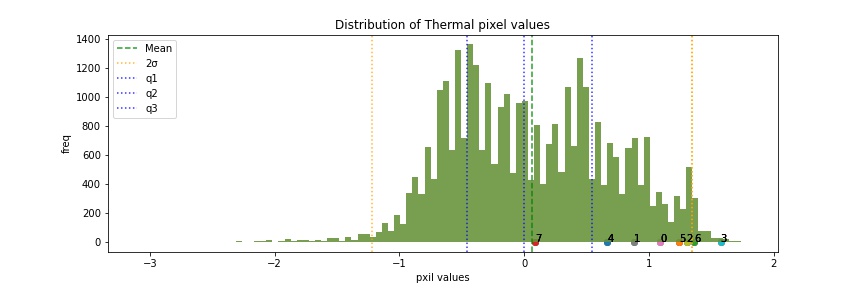 Distribution of Thermal pixel values
1400
1200
1000
800
600
400
200
0
freq
Mean
2σ
q1
q2
q3
7
4
1
0
5
2
6
3
−3
−2
−1
0
1
2
pxil values